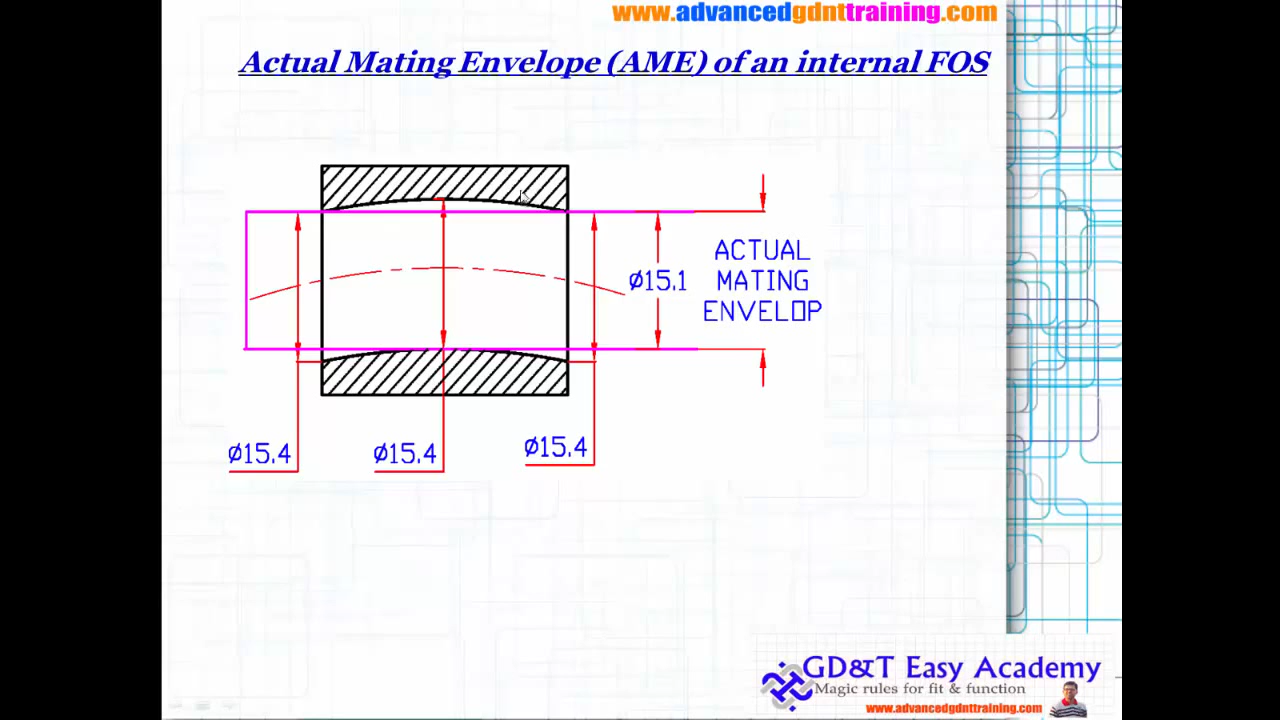 www.advancedgdnttraining.com
Actual Mating Envelope (AME) of an internal FOS
ø15.1
ACTUAL
MATING
ENVELOP
ø15.4
ø15.4
ø15.4
GD&T Easy Academy
Magic rules for fit & function
www.advancedgdnttraining.com